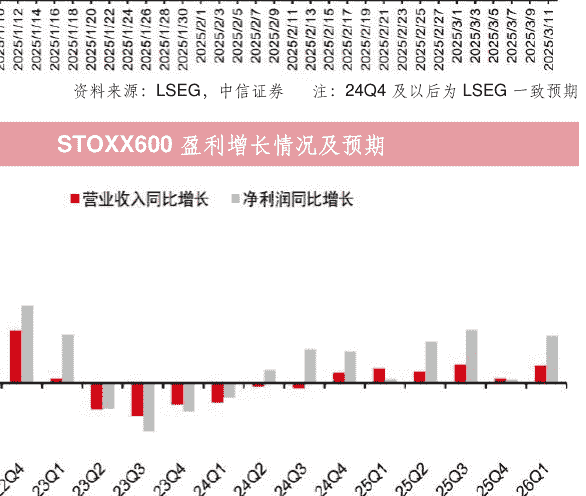 2025/1/12 2025/1/14 2025/1/16 2025/1/18 2025/1/20 2025/1/22 2025/1/24 2025/1/26 2025/1/28 2025/1/30 2025/2/1 2025/2/3 2025/2/5 2025/2/7 2025/2/9 2025/2/11 2025/2/13 2025/2/15 2025/2/17 2025/2/19 2025/2/21 2025/2/23 2025/2/25 2025/2/27 2025/3/1 2025/3/3 2025/3/5 2025/3/7 2025/3/9 2025/3/11
资料来源：LSEG，中信证券 注：24Q4 及以后为 LSEG 一致预期
STOXX600 盈利增长情况及预期
营业收入同比增长 净利润同比增长
23Q1 23Q2 23Q3 23Q4 24Q1 24Q2 24Q3 24Q4 25Q1 25Q2 25Q3 25Q4 26Q1